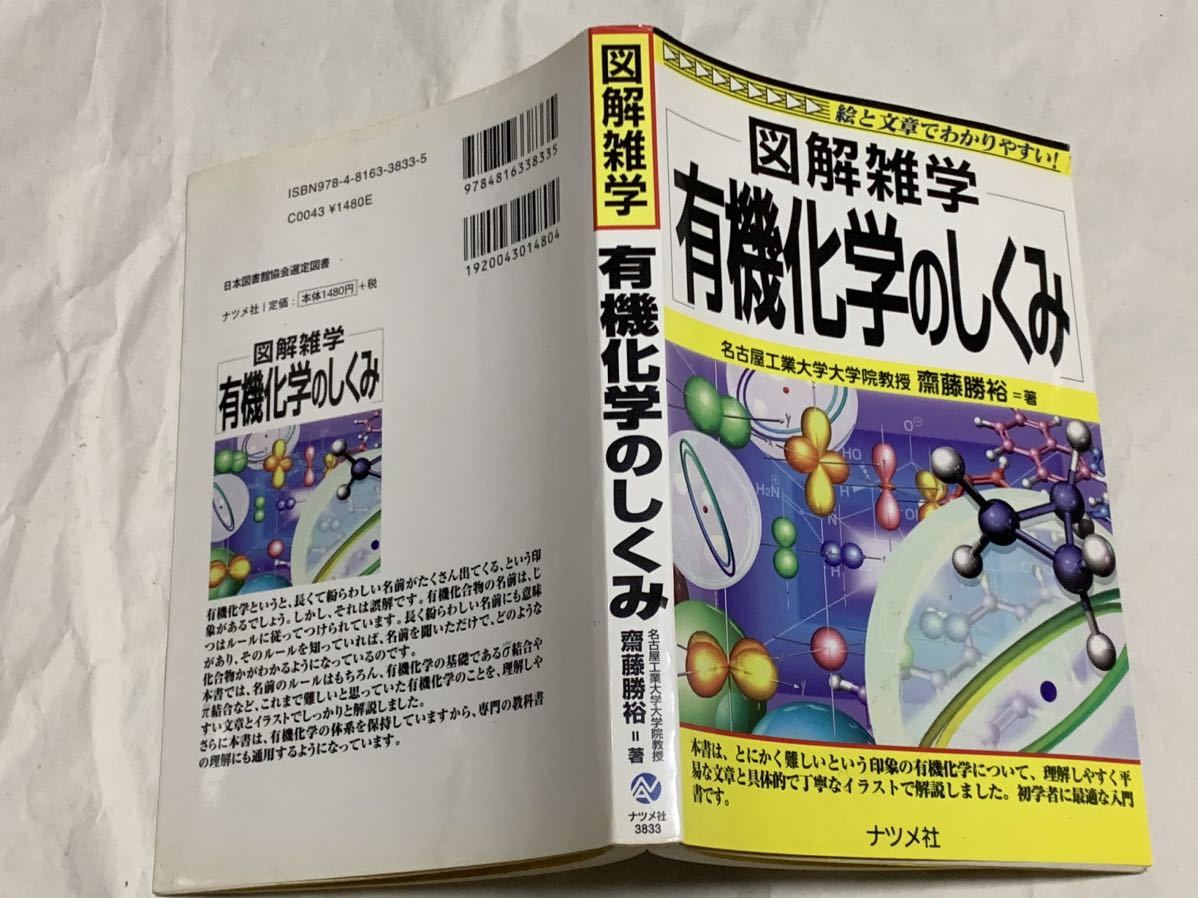 ISBN978-4-8163-3833-5
C0043 ¥1480E
9784816338335
1920043014804
日本図書館協会選定図書
ナツメ社 | 定価：本体1480円+税
図解雑学
有機化学のしくみ
有機化学というと、長くて紛らわしい名前がたくさん出てくる、という印
象があるでしょう。しかし、それは誤解です。有機化合物の名前は、じ
つはルールに従ってつけられています。長く紛らわしい名前にも意味
があり、そのルールを知っていれば、名前を聞いただけで、どのような
化合物かがわかるようになっているのです。
本書では、名前のルールはもちろん、有機化学の基礎であるσ結合や
π結合など、これまで難しいと思っていた有機化学のことを、理解しや
すい文章とイラストでしっかりと解説しました。
さらに本書は、有機化学の体系を保持していますから、専門の教科書
の理解にも通用するようになっています。
図解雑学
有機化学のしくみ
名古屋工業大学大学院教授
齋藤勝裕=著
ナツメ社
3833
絵と文章でわかりやすい!
図解雑学
有機化学のしくみ
名古屋工業大学大学院教授 齋藤勝裕=著
HO
O⁻
H₂N
H
N
H
O
本書は、とにかく難しいという印象の有機化学について、理解しやすく平
易な文章と具体的で丁寧なイラストで解説しました。初学者に最適な入門
書です。
ナツメ社